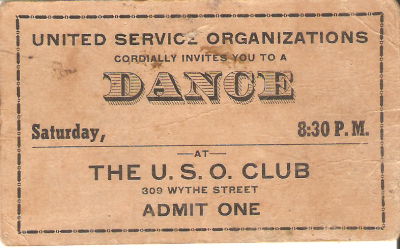 UNITED SERVICE ORGANIZATIONS
CORDIALLY INVITES YOU TO A
DANCE
Saturday, 8:30 P.M.
AT
THE U. S. O. CLUB
309 WYTHE STREET
ADMIT ONE